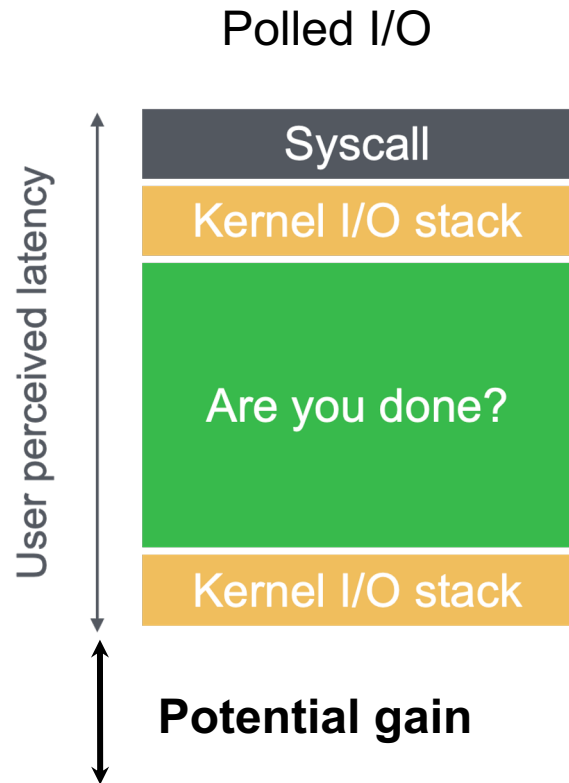 Polled I/O
User perceived latency
Syscall
Kernel I/O stack
Are you done?
Kernel I/O stack
Potential gain